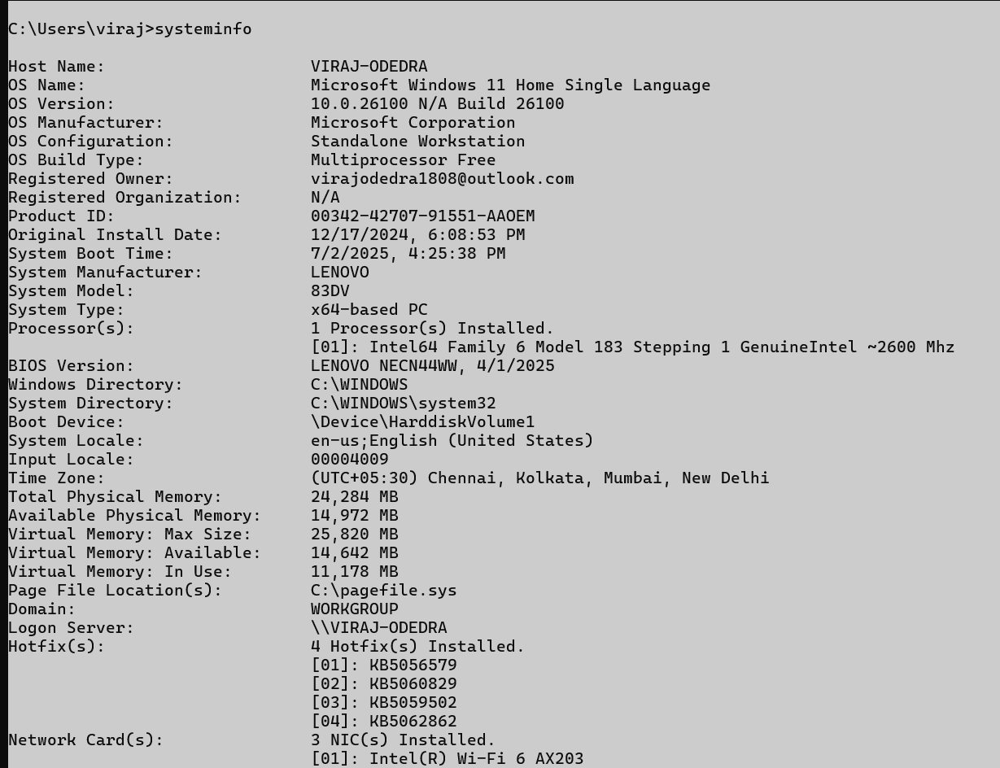 C:\Users\viraj>systeminfo
Host Name: VIRAJ-ODEDRA
OS Name: Microsoft Windows 11 Home Single Language
OS Version: 10.0.26100 N/A Build 26100
OS Manufacturer: Microsoft Corporation
OS Configuration: Standalone Workstation
OS Build Type: Multiprocessor Free
Registered Owner: virajodedra1808@outlook.com
Registered Organization: N/A
Product ID: 00342-42707-91551-AAOEM
Original Install Date: 12/17/2024, 6:08:53 PM
System Boot Time: 7/2/2025, 4:25:38 PM
System Manufacturer: LENOVO
System Model: 83DV
System Type: x64-based PC
Processor(s): 1 Processor(s) Installed.
[01]: Intel64 Family 6 Model 183 Stepping 1 GenuineIntel ~2600 Mhz
BIOS Version: LENOVO NECN44WW, 4/1/2025
Windows Directory: C:\WINDOWS
System Directory: C:\WINDOWS\system32
Boot Device: \Device\HarddiskVolume1
System Locale: en-us;English (United States)
Input Locale: 00004009
Time Zone: (UTC+05:30) Chennai, Kolkata, Mumbai, New Delhi
Total Physical Memory: 24,284 MB
Available Physical Memory: 14,972 MB
Virtual Memory: Max Size: 25,820 MB
Virtual Memory: Available: 14,642 MB
Virtual Memory: In Use: 11,178 MB
Page File Location(s): C:\pagefile.sys
Domain: WORKGROUP
Logon Server: \\VIRAJ-ODEDRA
Hotfix(s): 4 Hotfix(s) Installed.
[01]: KB5056579
[02]: KB5060829
[03]: KB5059502
[04]: KB5062862
Network Card(s): 3 NIC(s) Installed.
[01]: Intel(R) Wi-Fi 6 AX203